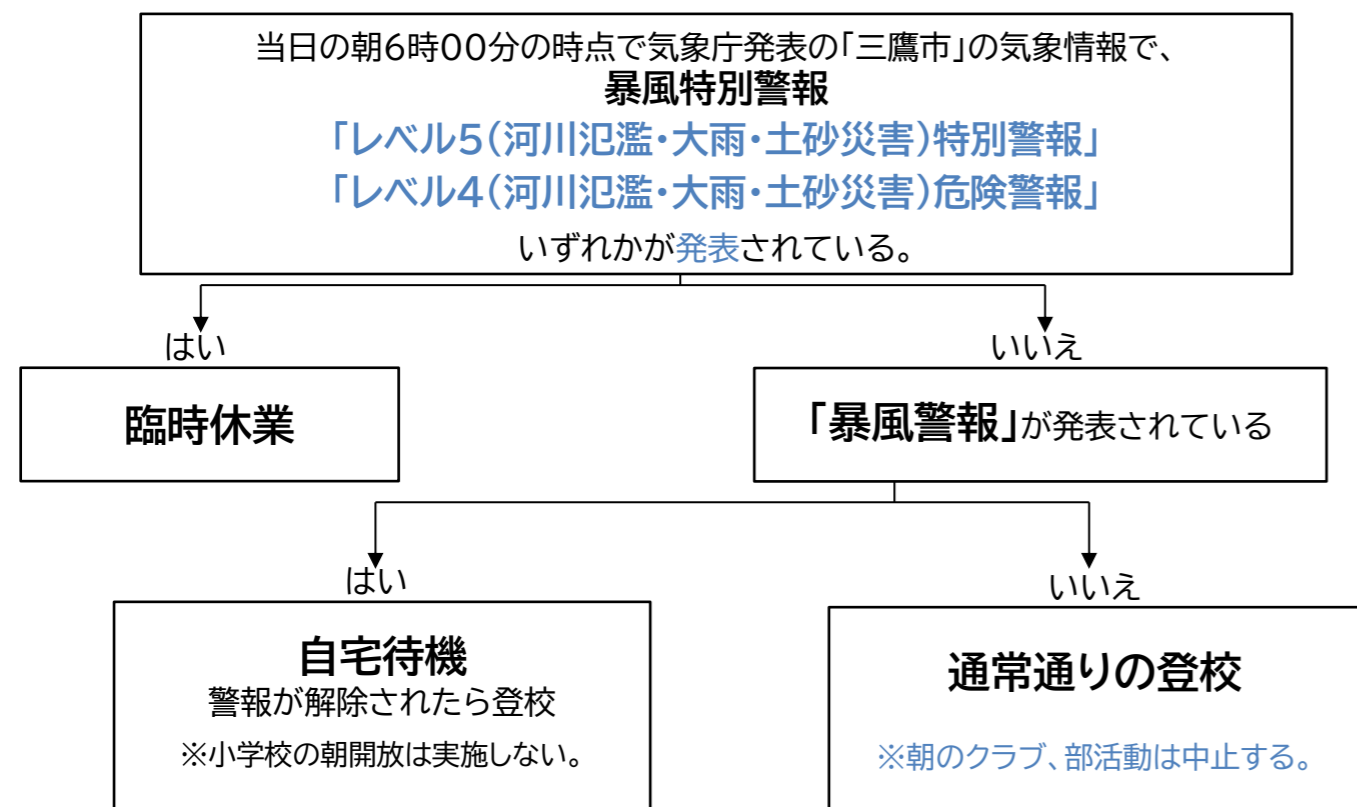 当日の朝6時00分の時点で気象庁発表の「三鷹市」の気象情報で、
暴風特別警報
「レベル5(河川氾濫・大雨・土砂災害)特別警報」
「レベル4(河川氾濫・大雨・土砂災害)危険警報」
いずれかが発表されている。
はい
いいえ
臨時休業
「暴風警報」が発表されている
はい
いいえ
自宅待機
警報が解除されたら登校
※小学校の朝開放は実施しない。
通常通りの登校
※朝のクラブ、部活動は中止する。